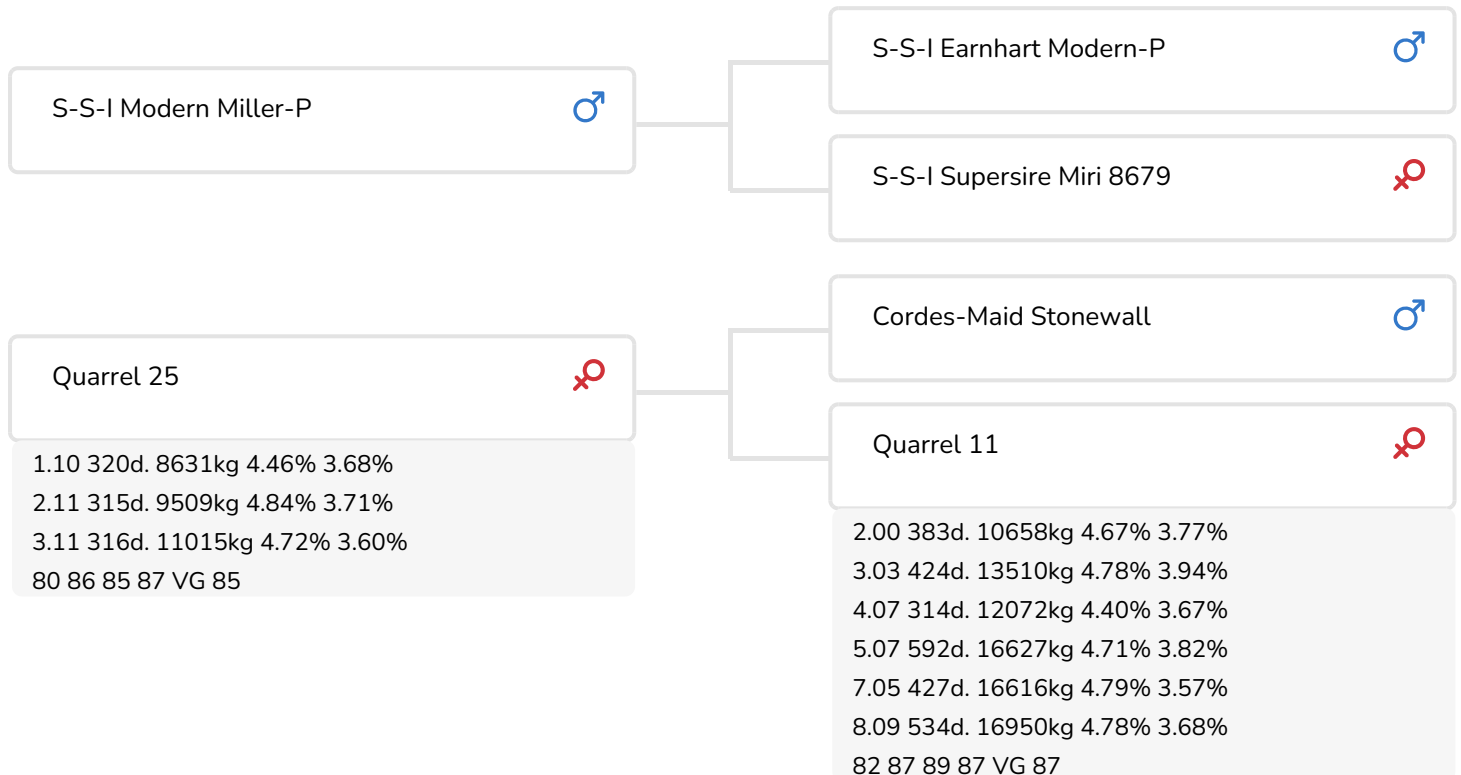 S-S-I Modern Miller-P
S-S-I Earnhart Modern-P
S-S-I Supersire Miri 8679
Quarrel 25
1.10 320d. 8631kg 4.46% 3.68%
2.11 315d. 9509kg 4.84% 3.71%
3.11 316d. 11015kg 4.72% 3.60%
80 86 85 87 VG 85
Cordes-Maid Stonewall
Quarrel 11
2.00 383d. 10658kg 4.67% 3.77%
3.03 424d. 13510kg 4.78% 3.94%
4.07 314d. 12072kg 4.40% 3.67%
5.07 592d. 16627kg 4.71% 3.82%
7.05 427d. 16616kg 4.79% 3.57%
8.09 534d. 16950kg 4.78% 3.68%
82 87 89 87 VG 87